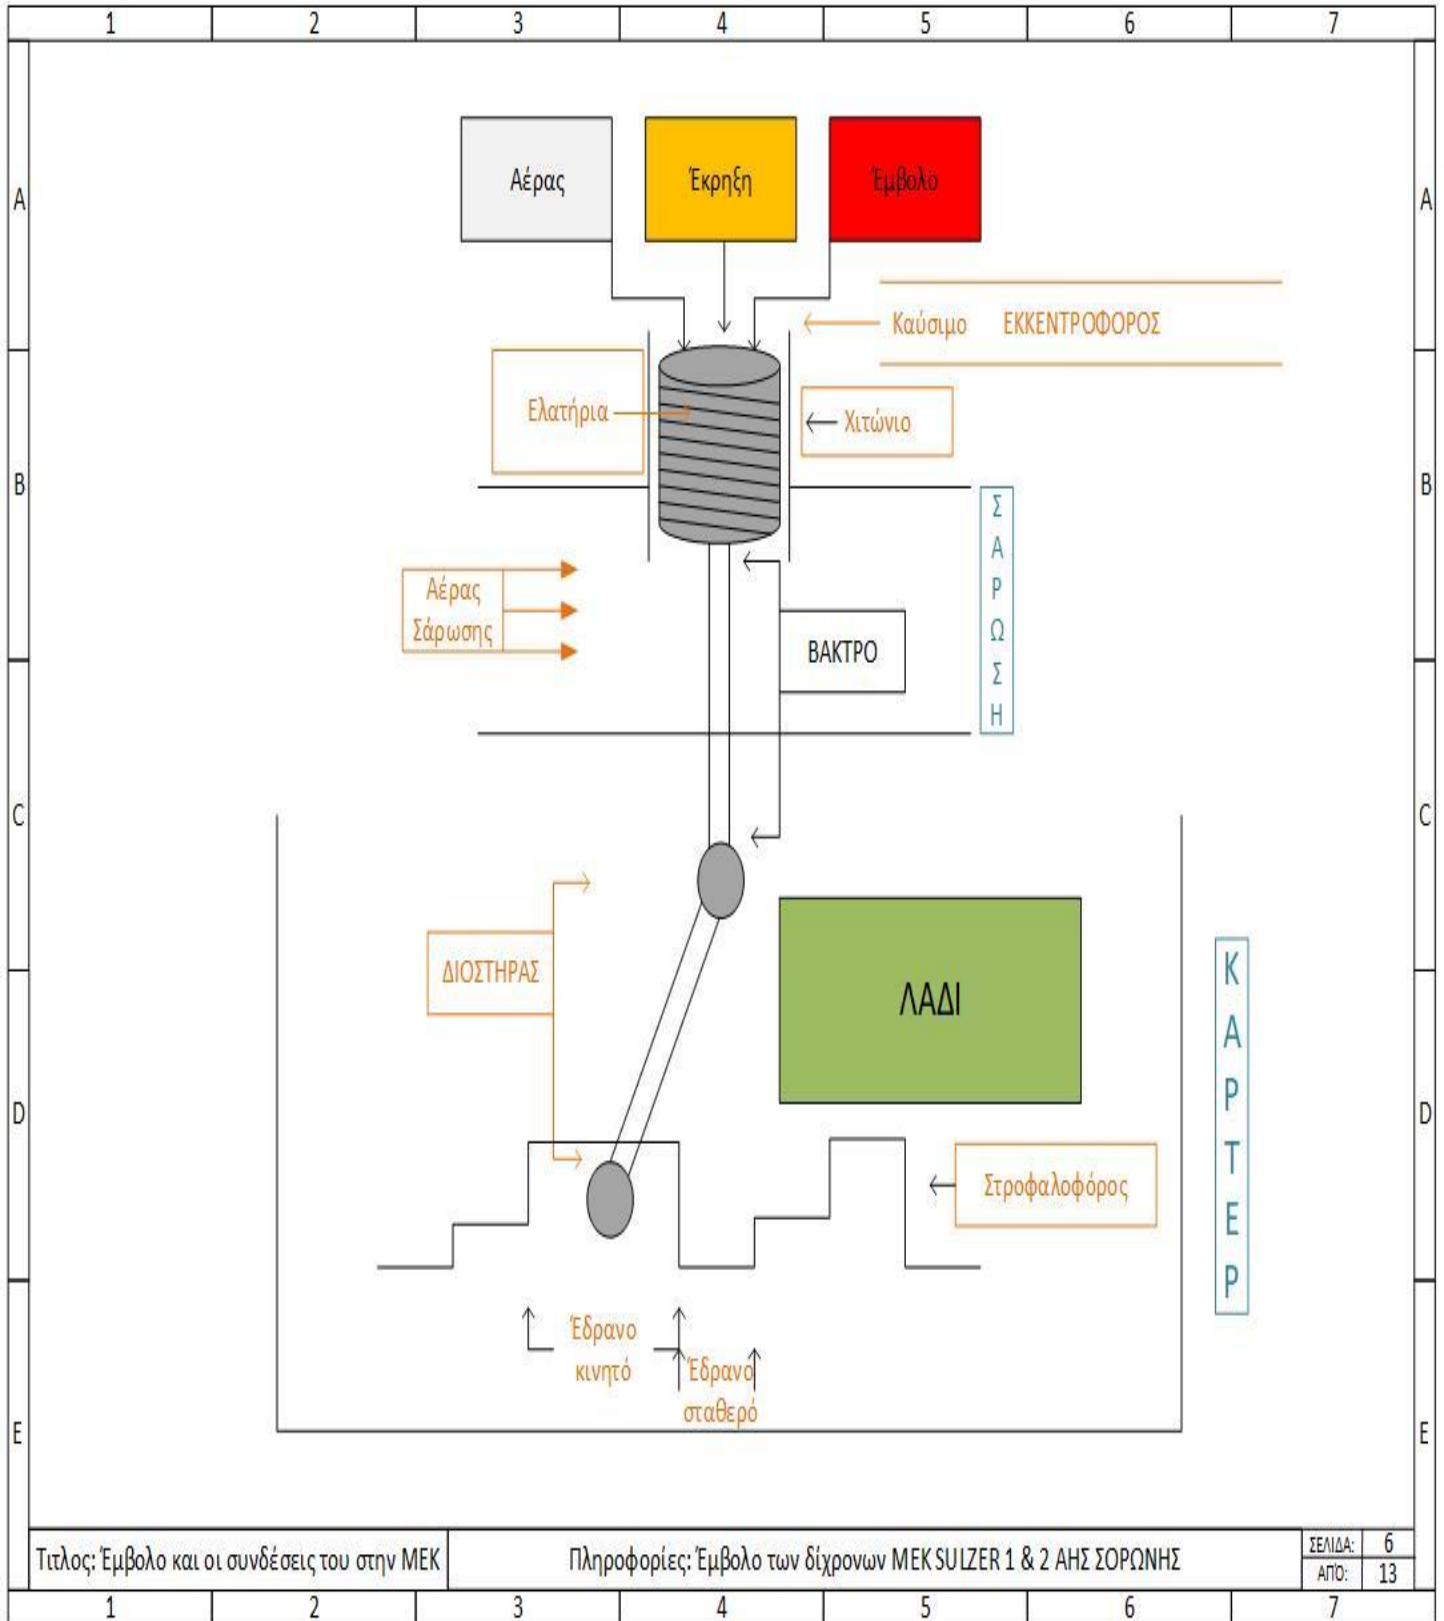 1 2 3 4 5 6 7
A A
Αέρας Έκρηξη Έμβολο
Καύσιμο ΕΚΚΕΝΤΡΟΦΟΡΟΣ
Ελατήρια
Χιτώνιο
B B
Σ
Α
Ρ
Ω
Σ
Η
Αέρας
Σάρωσης
ΒΑΚΤΡΟ
C C
ΔΙΟΣΤΗΡΑΣ
ΛΑΔΙ
Κ
Α
Ρ
Τ
Ε
Ρ
D D
Στροφαλοφόρος
Έδρανο
κινητό
Έδρανο
σταθερό
E E
Τιτλος: Έμβολο και οι συνδέσεις του στην ΜΕΚ
Πληροφορίες: Έμβολο των δίχρονων ΜΕΚ SULZER 1 & 2 ΑΗΣ ΣΟΡΩΝΗΣ
ΣΕΛΙΔΑ: 6
ΑΠΌ: 13
1 2 3 4 5 6 7